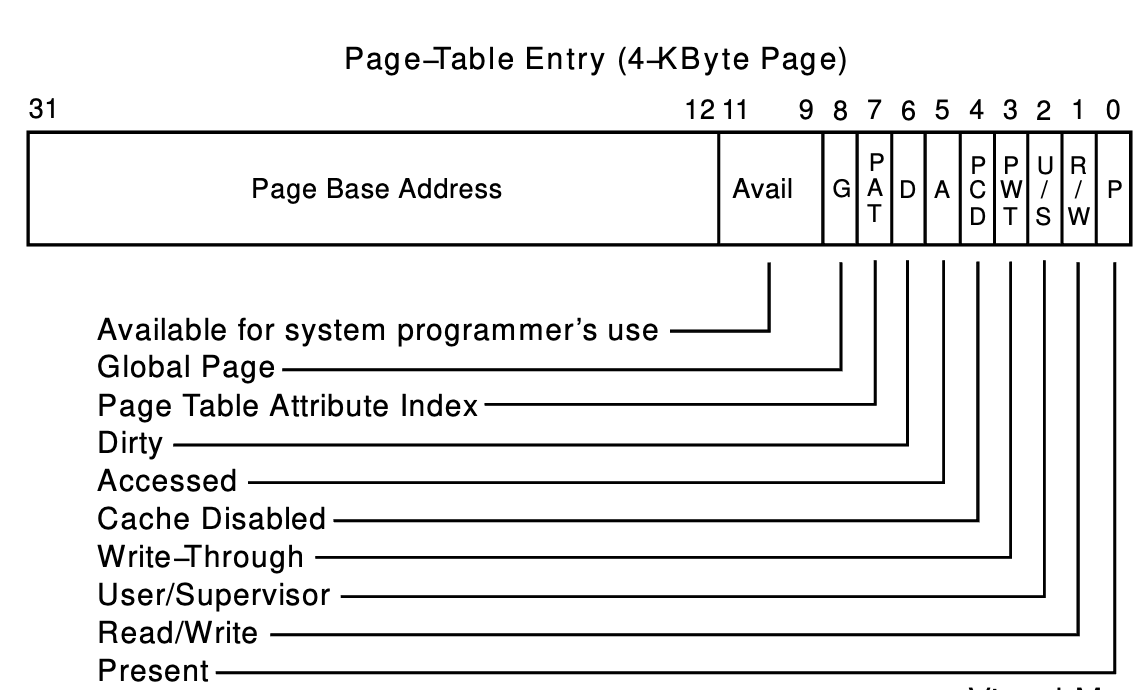 Page–Table Entry (4–KByte Page)
31 12 11 9 8 7 6 5 4 3 2 1 0
Page Base Address Avail G PAT D A PCD PWT U/S R/W P
Available for system programmer's use
Global Page
Page Table Attribute Index
Dirty
Accessed
Cache Disabled
Write–Through
User/Supervisor
Read/Write
Present